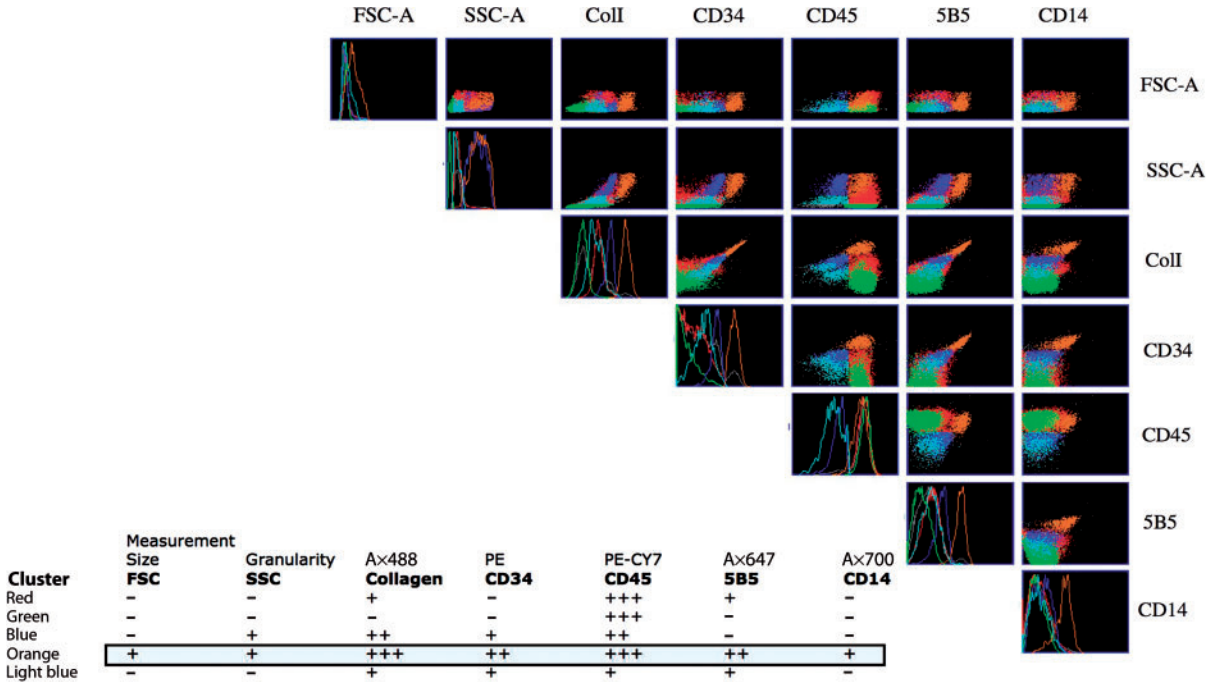 FSC-A SSC-A ColI CD34 CD45 5B5 CD14
FSC-A
SSC-A
ColI
CD34
CD45
5B5
CD14
Measurement
Size Granularity A×488 PE PE-CY7 A×647 A×700
Cluster FSC SSC Collagen CD34 CD45 5B5 CD14
Red – – + – +++ + –
Green – – – – +++ – –
Blue – + ++ + ++ – –
Orange + + +++ ++ +++ ++ +
Light blue – – + + + + –